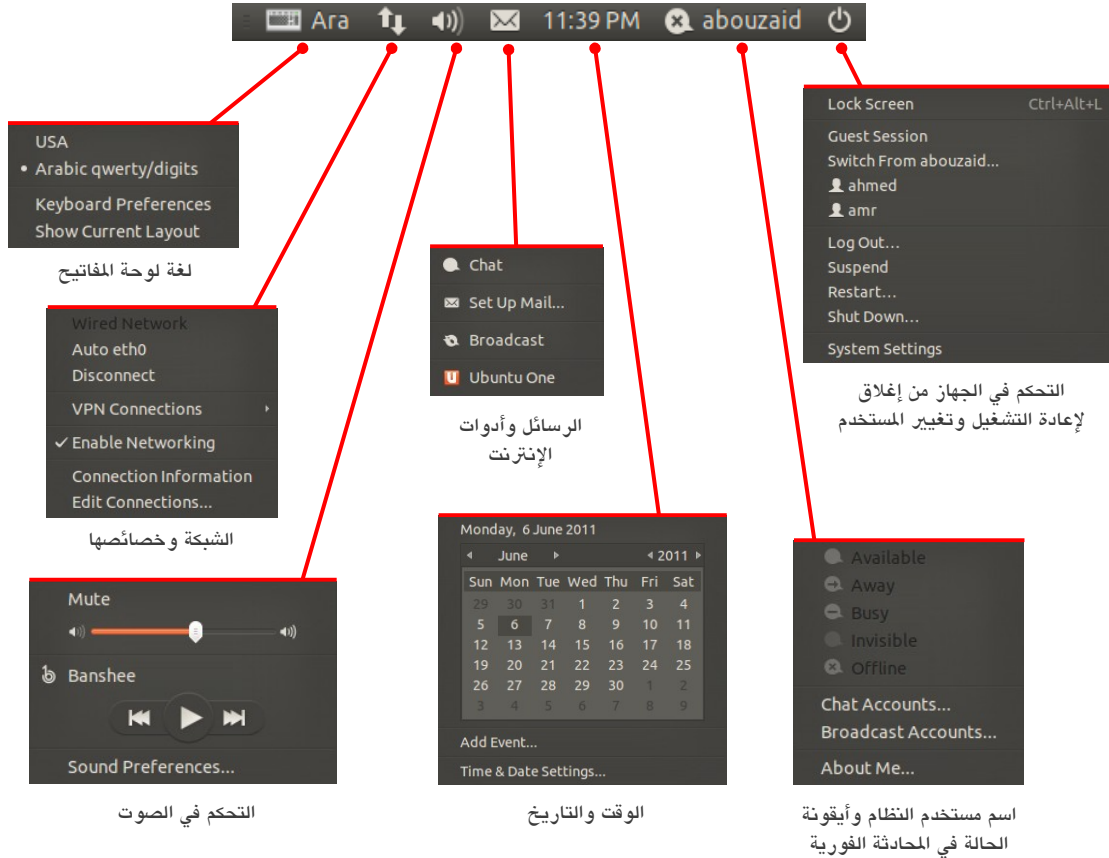 Ara
11:39 PM
abouzaid
USA
• Arabic qwerty/digits
Keyboard Preferences
Show Current Layout
لغة لوحة المفاتيح
Wired Network
Auto eth0
Disconnect
VPN Connections
✓ Enable Networking
Connection Information
Edit Connections...
الشبكة وخصائصها
Mute
Banshee
Sound Preferences...
التحكم في الصوت
Chat
Set Up Mail...
Broadcast
Ubuntu One
الرسائل وأدوات
الإنترنت
Monday, 6 June 2011
June 2011
Sun Mon Tue Wed Thu Fri Sat
29 30 31 1 2 3 4
5 6 7 8 9 10 11
12 13 14 15 16 17 18
19 20 21 22 23 24 25
26 27 28 29 30 1 2
3 4 5 6 7 8 9
Add Event...
Time & Date Settings...
الوقت والتاريخ
Lock Screen Ctrl+Alt+L
Guest Session
Switch From abouzaid...
ahmed
amr
Log Out...
Suspend
Restart...
Shut Down...
System Settings
التحكم في الجهاز من إغلاق
لإعادة التشغيل وتغيير المستخدم
Available
Away
Busy
Invisible
Offline
Chat Accounts...
Broadcast Accounts...
About Me...
اسم مستخدم النظام وأيقونة
الحالة في المحادثة الفورية